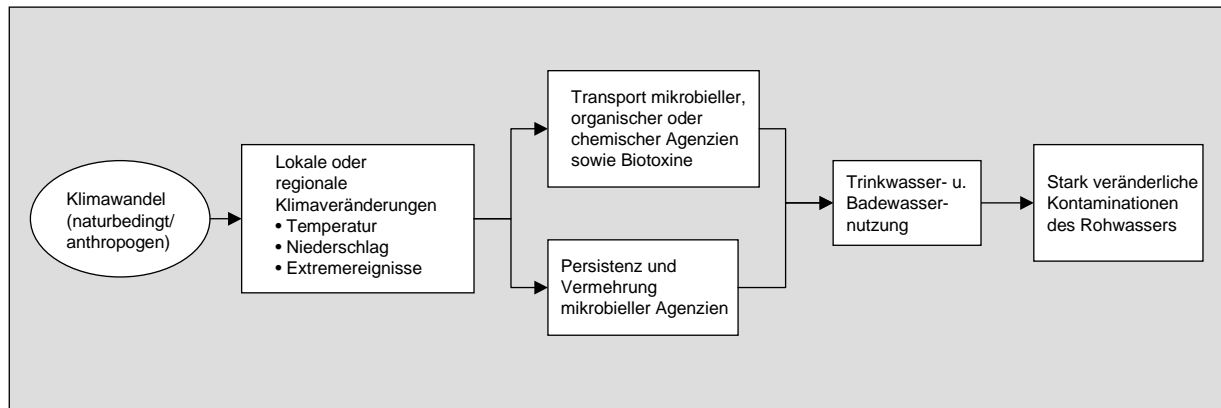 Klimawandel
(naturbedingt/
anthropogen)
Lokale oder
regionale
Klimaveränderungen
• Temperatur
• Niederschlag
• Extremereignisse
Transport mikrobieller,
organischer oder
chemischer Agenzien
sowie Biotoxine
Persistenz und
Vermehrung
mikrobieller Agenzien
Trinkwasser- u.
Badewasser-
nutzung
Stark veränderliche
Kontaminationen
des Rohwassers